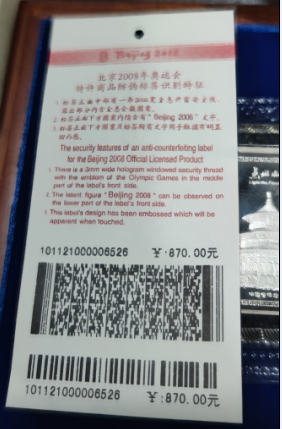 Beijing 2008
北京2008年奥运会
特许商品防伪标签识别特征
The security features of an anti-counterfeiting label
for the Beijing 2008 Official Licensed Product
1. There is a 3mm wide hologram windowed security thread
with the emblem of the Olympic Games in the middle
part of the label's front side.
2. The latent figure "Beijing 2008" can be observed on
the lower part of the label's front side.
3. This label's design has been embossed which will be
apparent when touched.
101121000006526 ￥:870.00元
101121000006526 ￥:870.00元